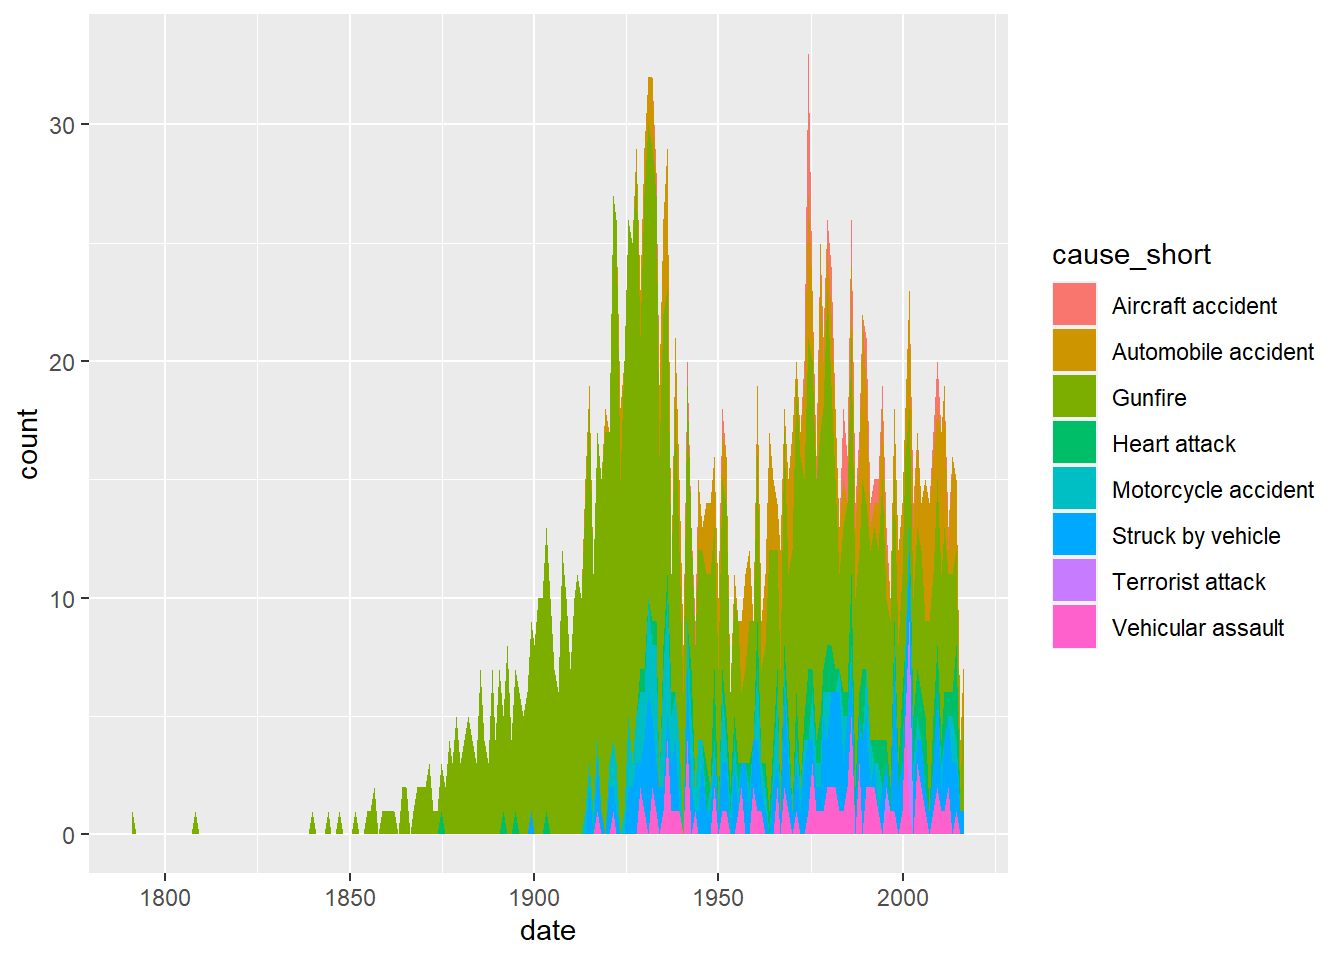 30
20
10
0
count
1800 1850 1900 1950 2000
date
cause_short
Aircraft accident
Automobile accident
Gunfire
Heart attack
Motorcycle accident
Struck by vehicle
Terrorist attack
Vehicular assault